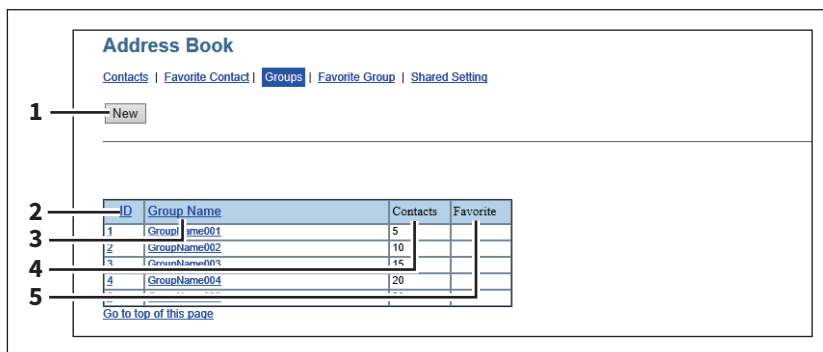 Address Book
Contacts | Favorite Contact | Groups | Favorite Group | Shared Setting
1 New
2 ID Group Name Contacts Favorite
1 GroupName001 5
3
2 GroupName002 10
4
3 GroupName003 15
4 GroupName004 20
5
Go to top of this page